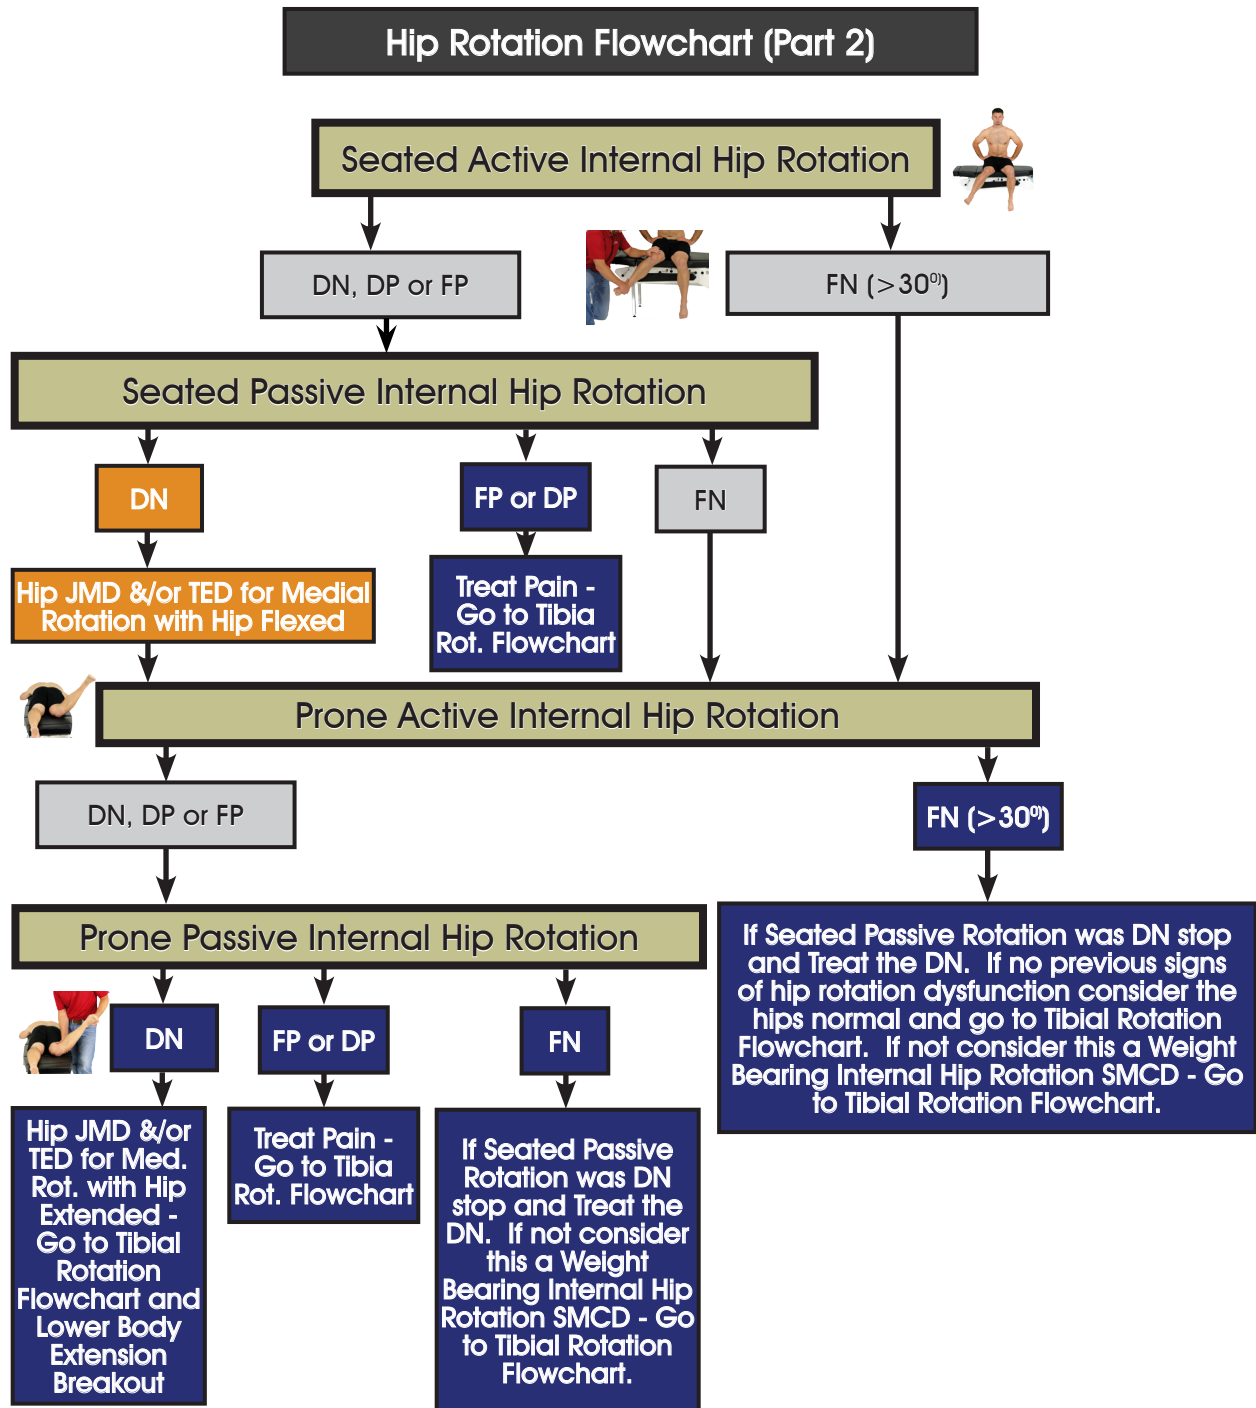 Hip Rotation Flowchart (Part 2)
Seated Active Internal Hip Rotation
DN, DP or FP
FN (>30⁰⁾)
Seated Passive Internal Hip Rotation
DN
FP or DP
FN
Hip JMD &/or TED for Medial
Rotation with Hip Flexed
Treat Pain -
Go to Tibia
Rot. Flowchart
Prone Active Internal Hip Rotation
DN, DP or FP
FN (>30⁰⁾)
Prone Passive Internal Hip Rotation
If Seated Passive Rotation was DN stop
and Treat the DN.  If no previous signs
of hip rotation dysfunction consider the
hips normal and go to Tibial Rotation
Flowchart.  If not consider this a Weight
Bearing Internal Hip Rotation SMCD - Go
to Tibial Rotation Flowchart.
DN
FP or DP
FN
Hip JMD &/or
TED for Med.
Rot. with Hip
Extended -
Go to Tibial
Rotation
Flowchart and
Lower Body
Extension
Breakout
Treat Pain -
Go to Tibia
Rot. Flowchart
If Seated Passive
Rotation was DN
stop and Treat the
DN.  If not consider
this a Weight
Bearing Internal Hip
Rotation SMCD - Go
to Tibial Rotation
Flowchart.